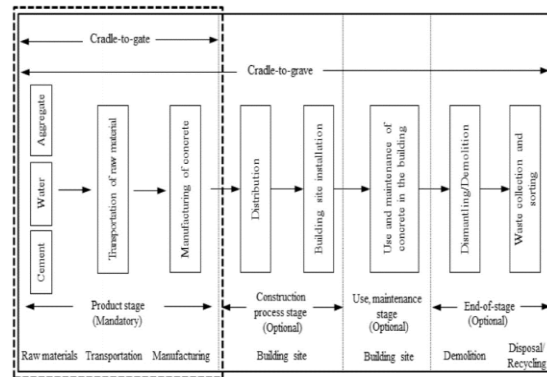 Cradle-to-gate
Cradle-to-grave
Aggregate
Water
Cement
Transportation of raw material
Manufacturing of concrete
Distribution
Building site installation
Use and maintenance of
concrete in the building
Dismantling/Demolition
Waste collection and
sorting
Product stage
(Mandatory)
Construction
process stage
(Optional)
Use, maintenance
stage (Optional)
End-of-stage
(Optional)
Raw materials
Transportation
Manufacturing
Building site
Building site
Demolition
Disposal/
Recycling